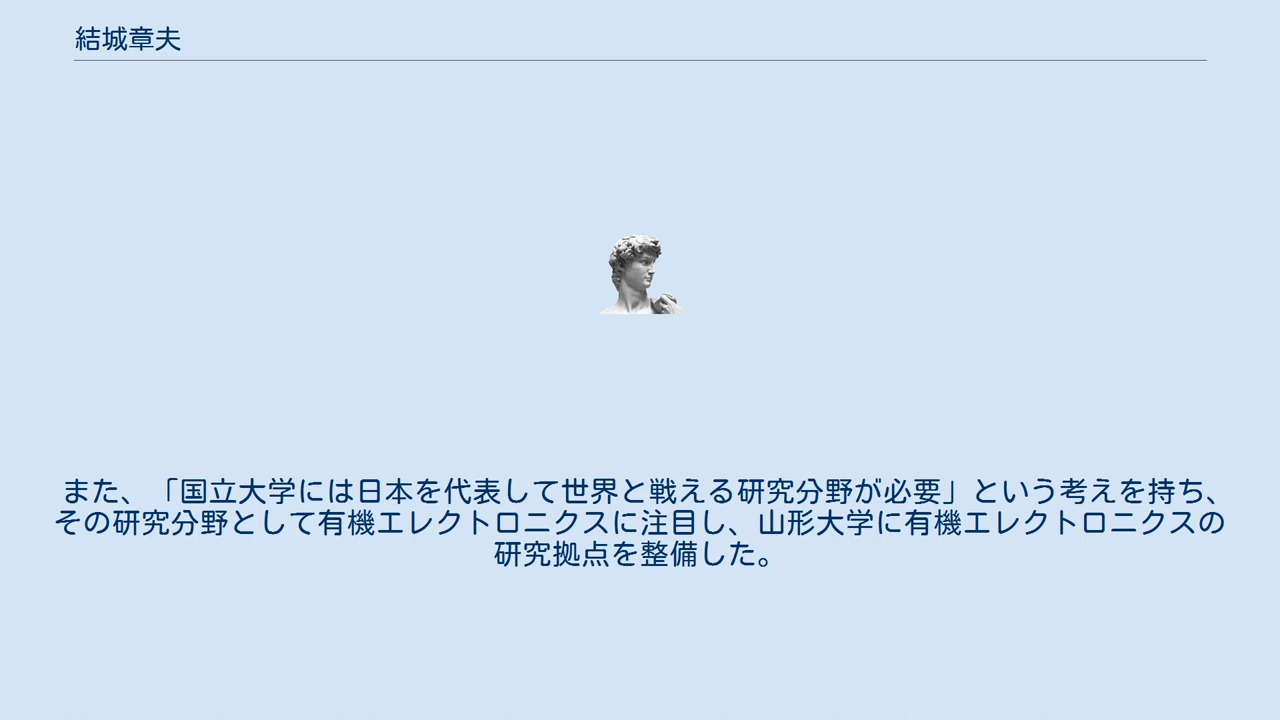 結城章夫
また、「国立大学には日本を代表して世界と戦える研究分野が必要」という考えを持ち、
その研究分野として有機エレクトロニクスに注目し、山形大学に有機エレクトロニクスの
研究拠点を整備した。